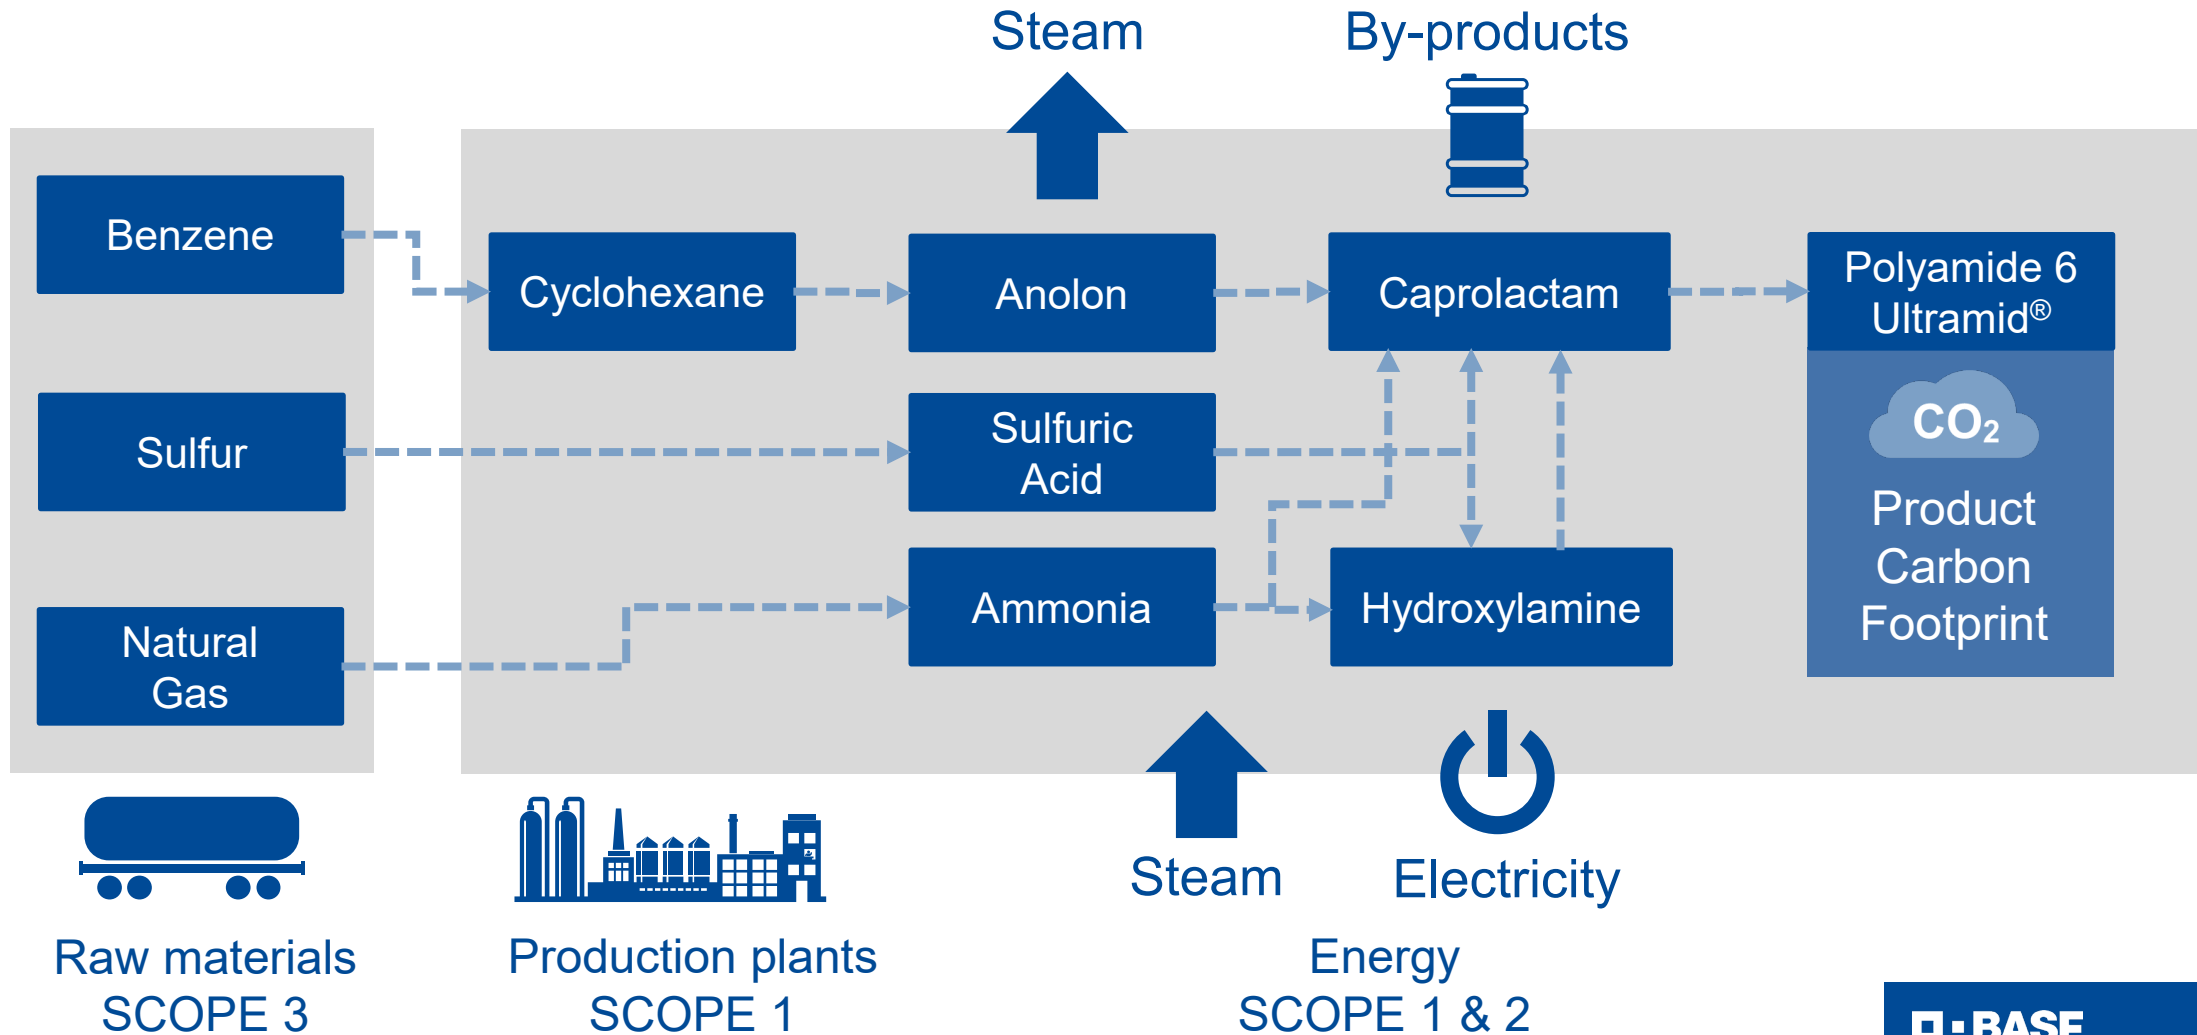 Steam
By-products
Benzene
Cyclohexane
Anolon
Caprolactam
Polyamide 6
Ultramid®
Sulfur
Sulfuric
Acid
CO₂
Product
Carbon
Footprint
Natural
Gas
Ammonia
Hydroxylamine
Steam
Electricity
Raw materials
SCOPE 3
Production plants
SCOPE 1
Energy
SCOPE 1 & 2
BASF